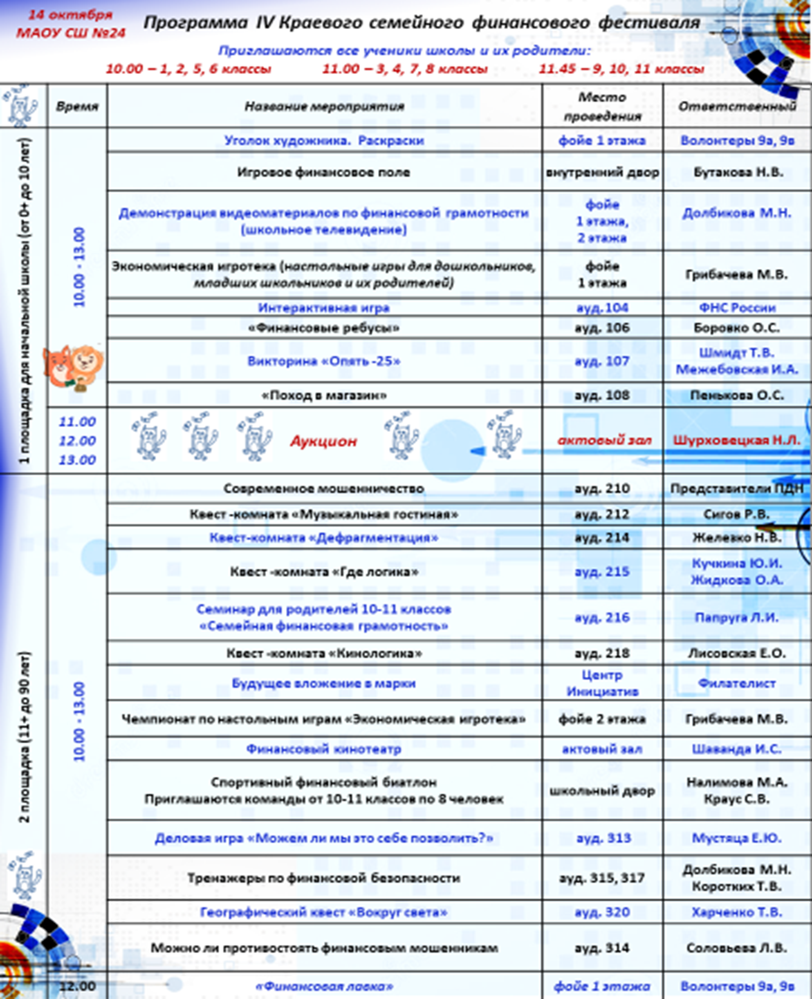 14 октября
МАОУ СШ №24
Программа IV Краевого семейного финансового фестиваля
Приглашаются все ученики школы и их родители:
10.00 – 1, 2, 5, 6 классы 11.00 – 3, 4, 7, 8 классы 11.45 – 9, 10, 11 классы
Время Название мероприятия Место проведения Ответственный
1 площадка для начальной школы (от 0+ до 10 лет)
10.00 - 13.00
Уголок художника. Раскраски фойе 1 этажа Волонтеры 9а, 9в
Игровое финансовое поле внутренний двор Бутакова Н.В.
Демонстрация видеоматериалов по финансовой грамотности
(школьное телевидение)
фойе
1 этажа,
2 этажа
Долбикова М.Н.
Экономическая игротека (настольные игры для дошкольников,
младших школьников и их родителей)
фойе
1 этажа
Грибачева М.В.
Интерактивная игра ауд.104 ФНС России
«Финансовые ребусы» ауд. 106 Боровко О.С.
Викторина «Опять -25» ауд. 107 Шмидт Т.В.
Межебовская И.А.
«Поход в магазин» ауд. 108 Пенькова О.С.
11.00
12.00
13.00
Аукцион актовый зал Шурховецкая Н.Л.
2 площадка (11+ до 90 лет)
10.00 - 13.00
Современное мошенничество ауд. 210 Представители ПДН
Квест -комната «Музыкальная гостиная» ауд. 212 Сигов Р.В.
Квест-комната «Дефрагментация» ауд. 214 Железко Н.В.
Квест -комната «Где логика» ауд. 215 Кучкина Ю.И.
Жидкова О.А.
Семинар для родителей 10-11 классов
«Семейная финансовая грамотность»
ауд. 216 Папруга Л.И.
Квест -комната «Кинологика» ауд. 218 Лисовская Е.О.
Будущее вложение в марки Центр
Инициатив
Филателист
Чемпионат по настольным играм «Экономическая игротека» фойе 2 этажа Грибачева М.В.
Финансовый кинотеатр актовый зал Шаванда И.С.
Спортивный финансовый биатлон
Приглашаются команды от 10-11 классов по 8 человек
школьный двор Налимова М.А.
Краус С.В.
Деловая игра «Можем ли мы это себе позволить?» ауд. 313 Мустяца Е.Ю.
Тренажеры по финансовой безопасности ауд. 315, 317 Долбикова М.Н.
Коротких Т.В.
Географический квест «Вокруг света» ауд. 320 Харченко Т.В.
Можно ли противостоять финансовым мошенникам ауд. 314 Соловьева Л.В.
12.00 «Финансовая лавка» фойе 1 этажа Волонтеры 9а, 9в